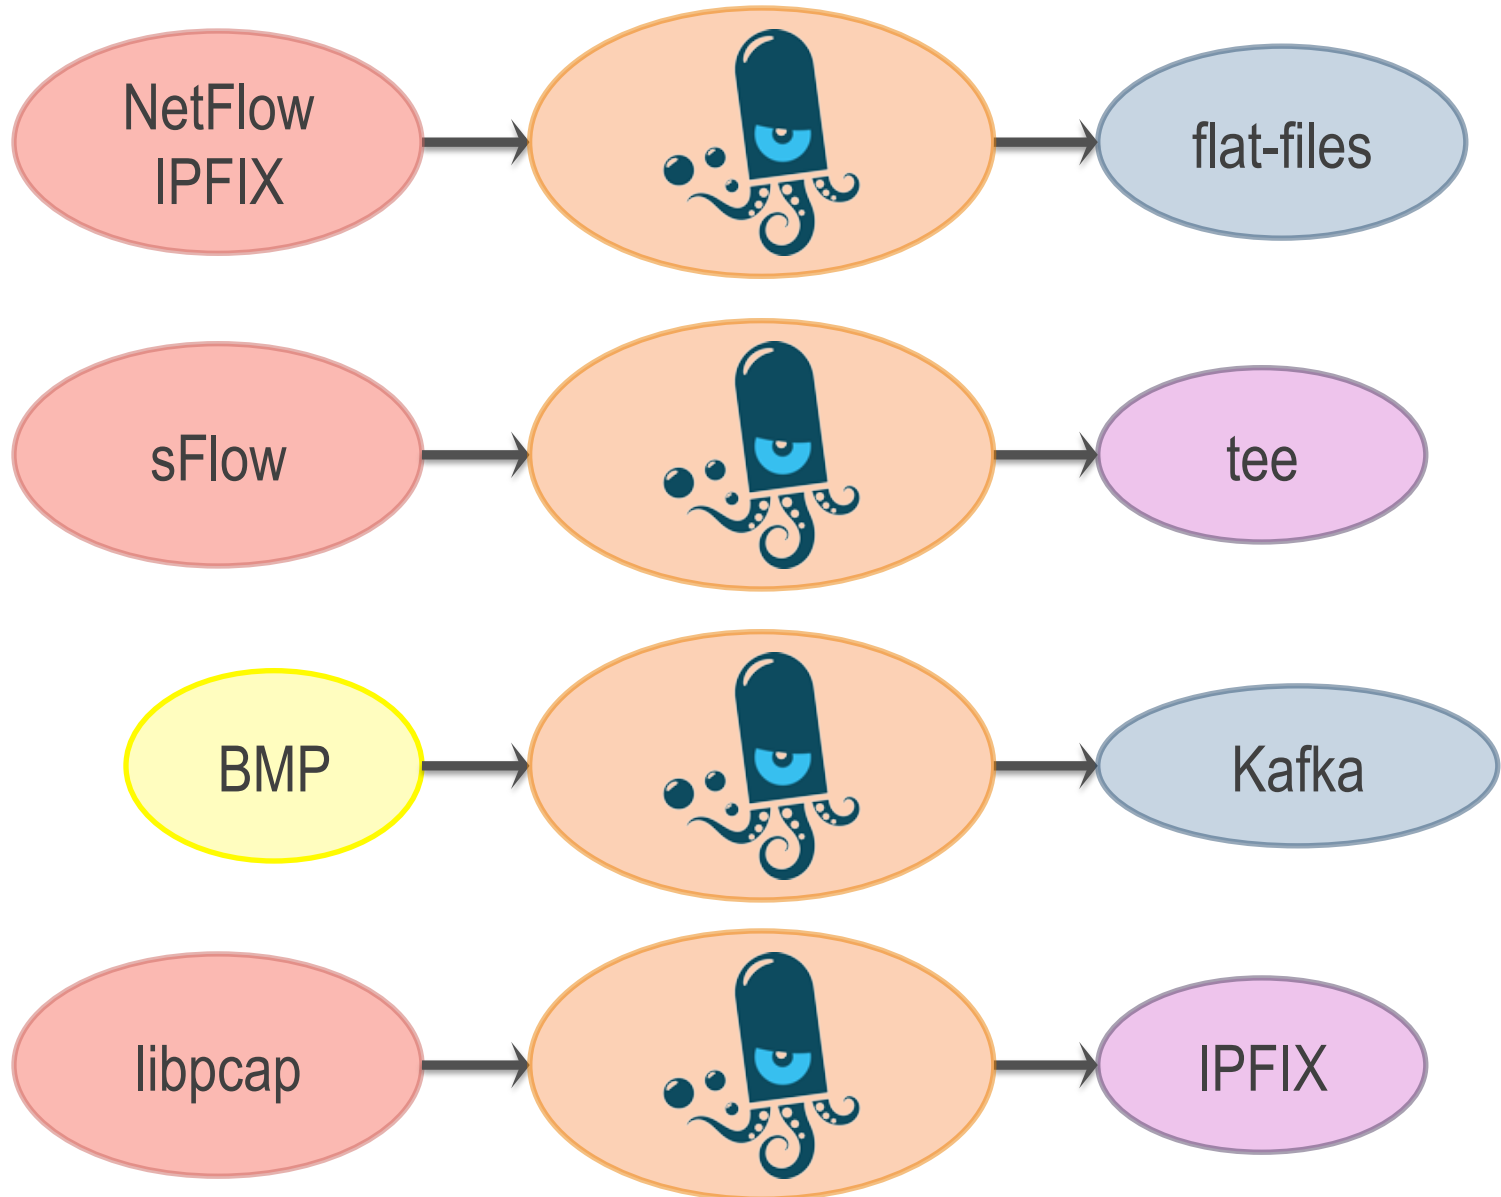 NetFlow
IPFIX
flat-files
sFlow
tee
BMP
Kafka
libpcap
IPFIX